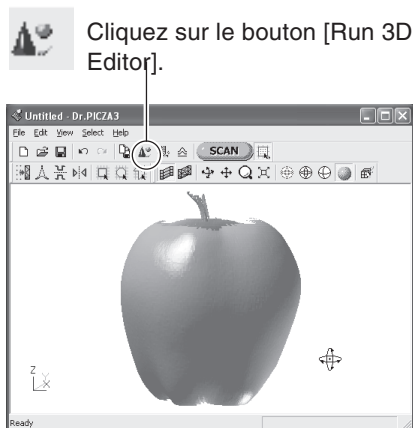 Cliquez sur le bouton [Run 3D
Editor].
Untitled - Dr.PICZA3
File Edit View Select Help
SCAN
Z
X
Ready